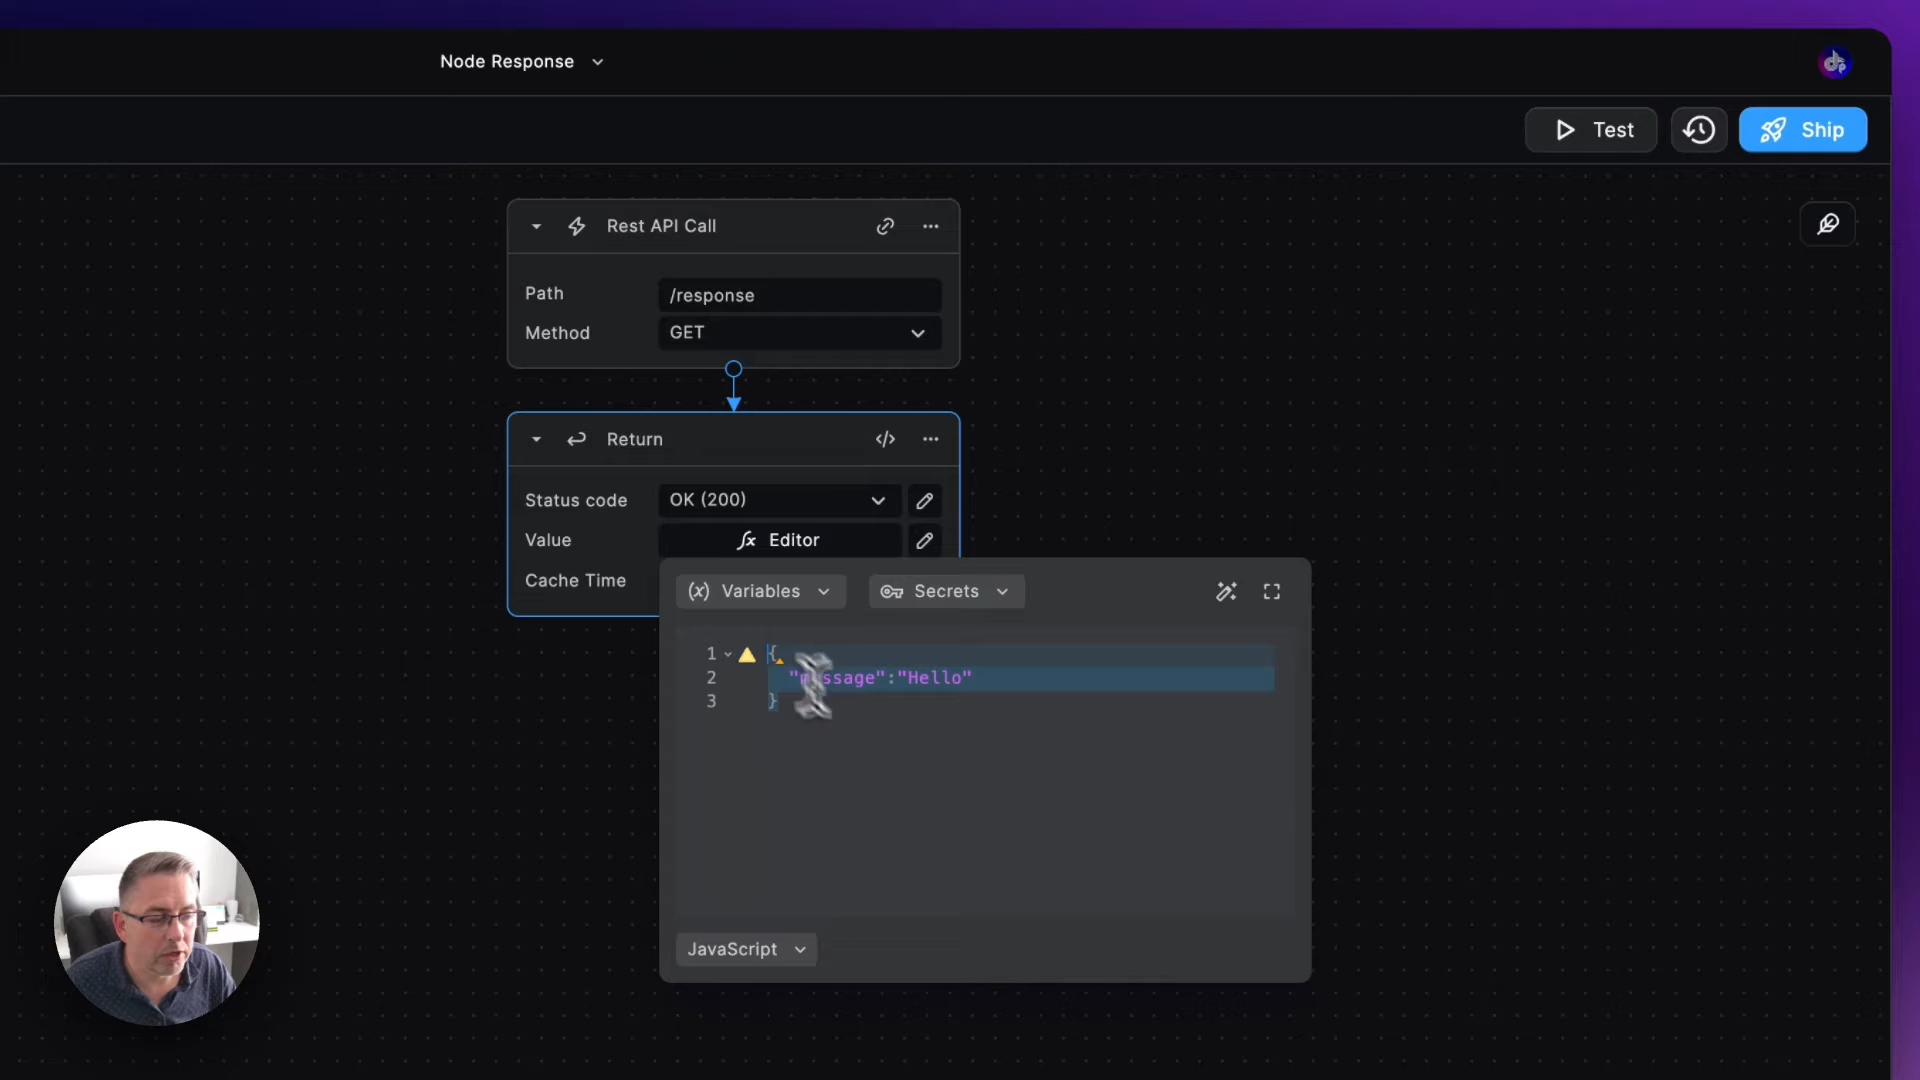 Node Response
Test
Ship
Rest API Call
Path
/response
Method
GET
Return
Status code
OK (200)
Value
Editor
Cache Time
(x) Variables
Secrets
1 {
2 "message":"Hello"
3 }
JavaScript